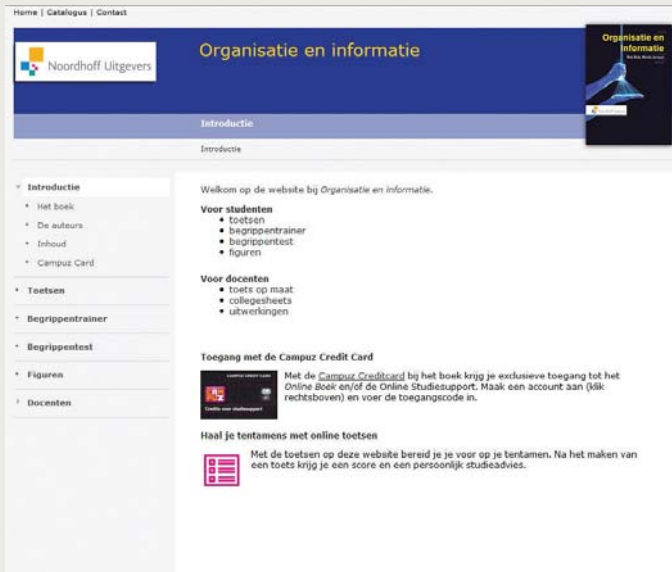 Home | Catalogus | Contact
Noordhoff Uitgevers
Organisatie en informatie
Organisatie en
informatie
Introductie
Introductie
Introductie
Het boek
De auteurs
Inhoud
Campuz Card
Toetsen
Begrippentrainer
Begrippentest
Figuren
Docenten
Welkom op de website bij Organisatie en informatie.
Voor studenten
toetsen
begrippentrainer
begrippentest
figuren
Voor docenten
toets op maat
collegesheets
uitwerkingen
Toegang met de Campuz Credit Card
CAMPUZ CREDIT CARD
Credits voor studiesupport
Met de Campuz Creditcard bij het boek krijg je exclusieve toegang tot het
Online Boek en/of de Online Studiesupport. Maak een account aan (klik
rechtsboven) en voer de toegangscode in.
Haal je tentamens met online toetsen
Met de toetsen op deze website bereid je je voor op je tentamen. Na het maken van
een toets krijg je een score en een persoonlijk studieadvies.